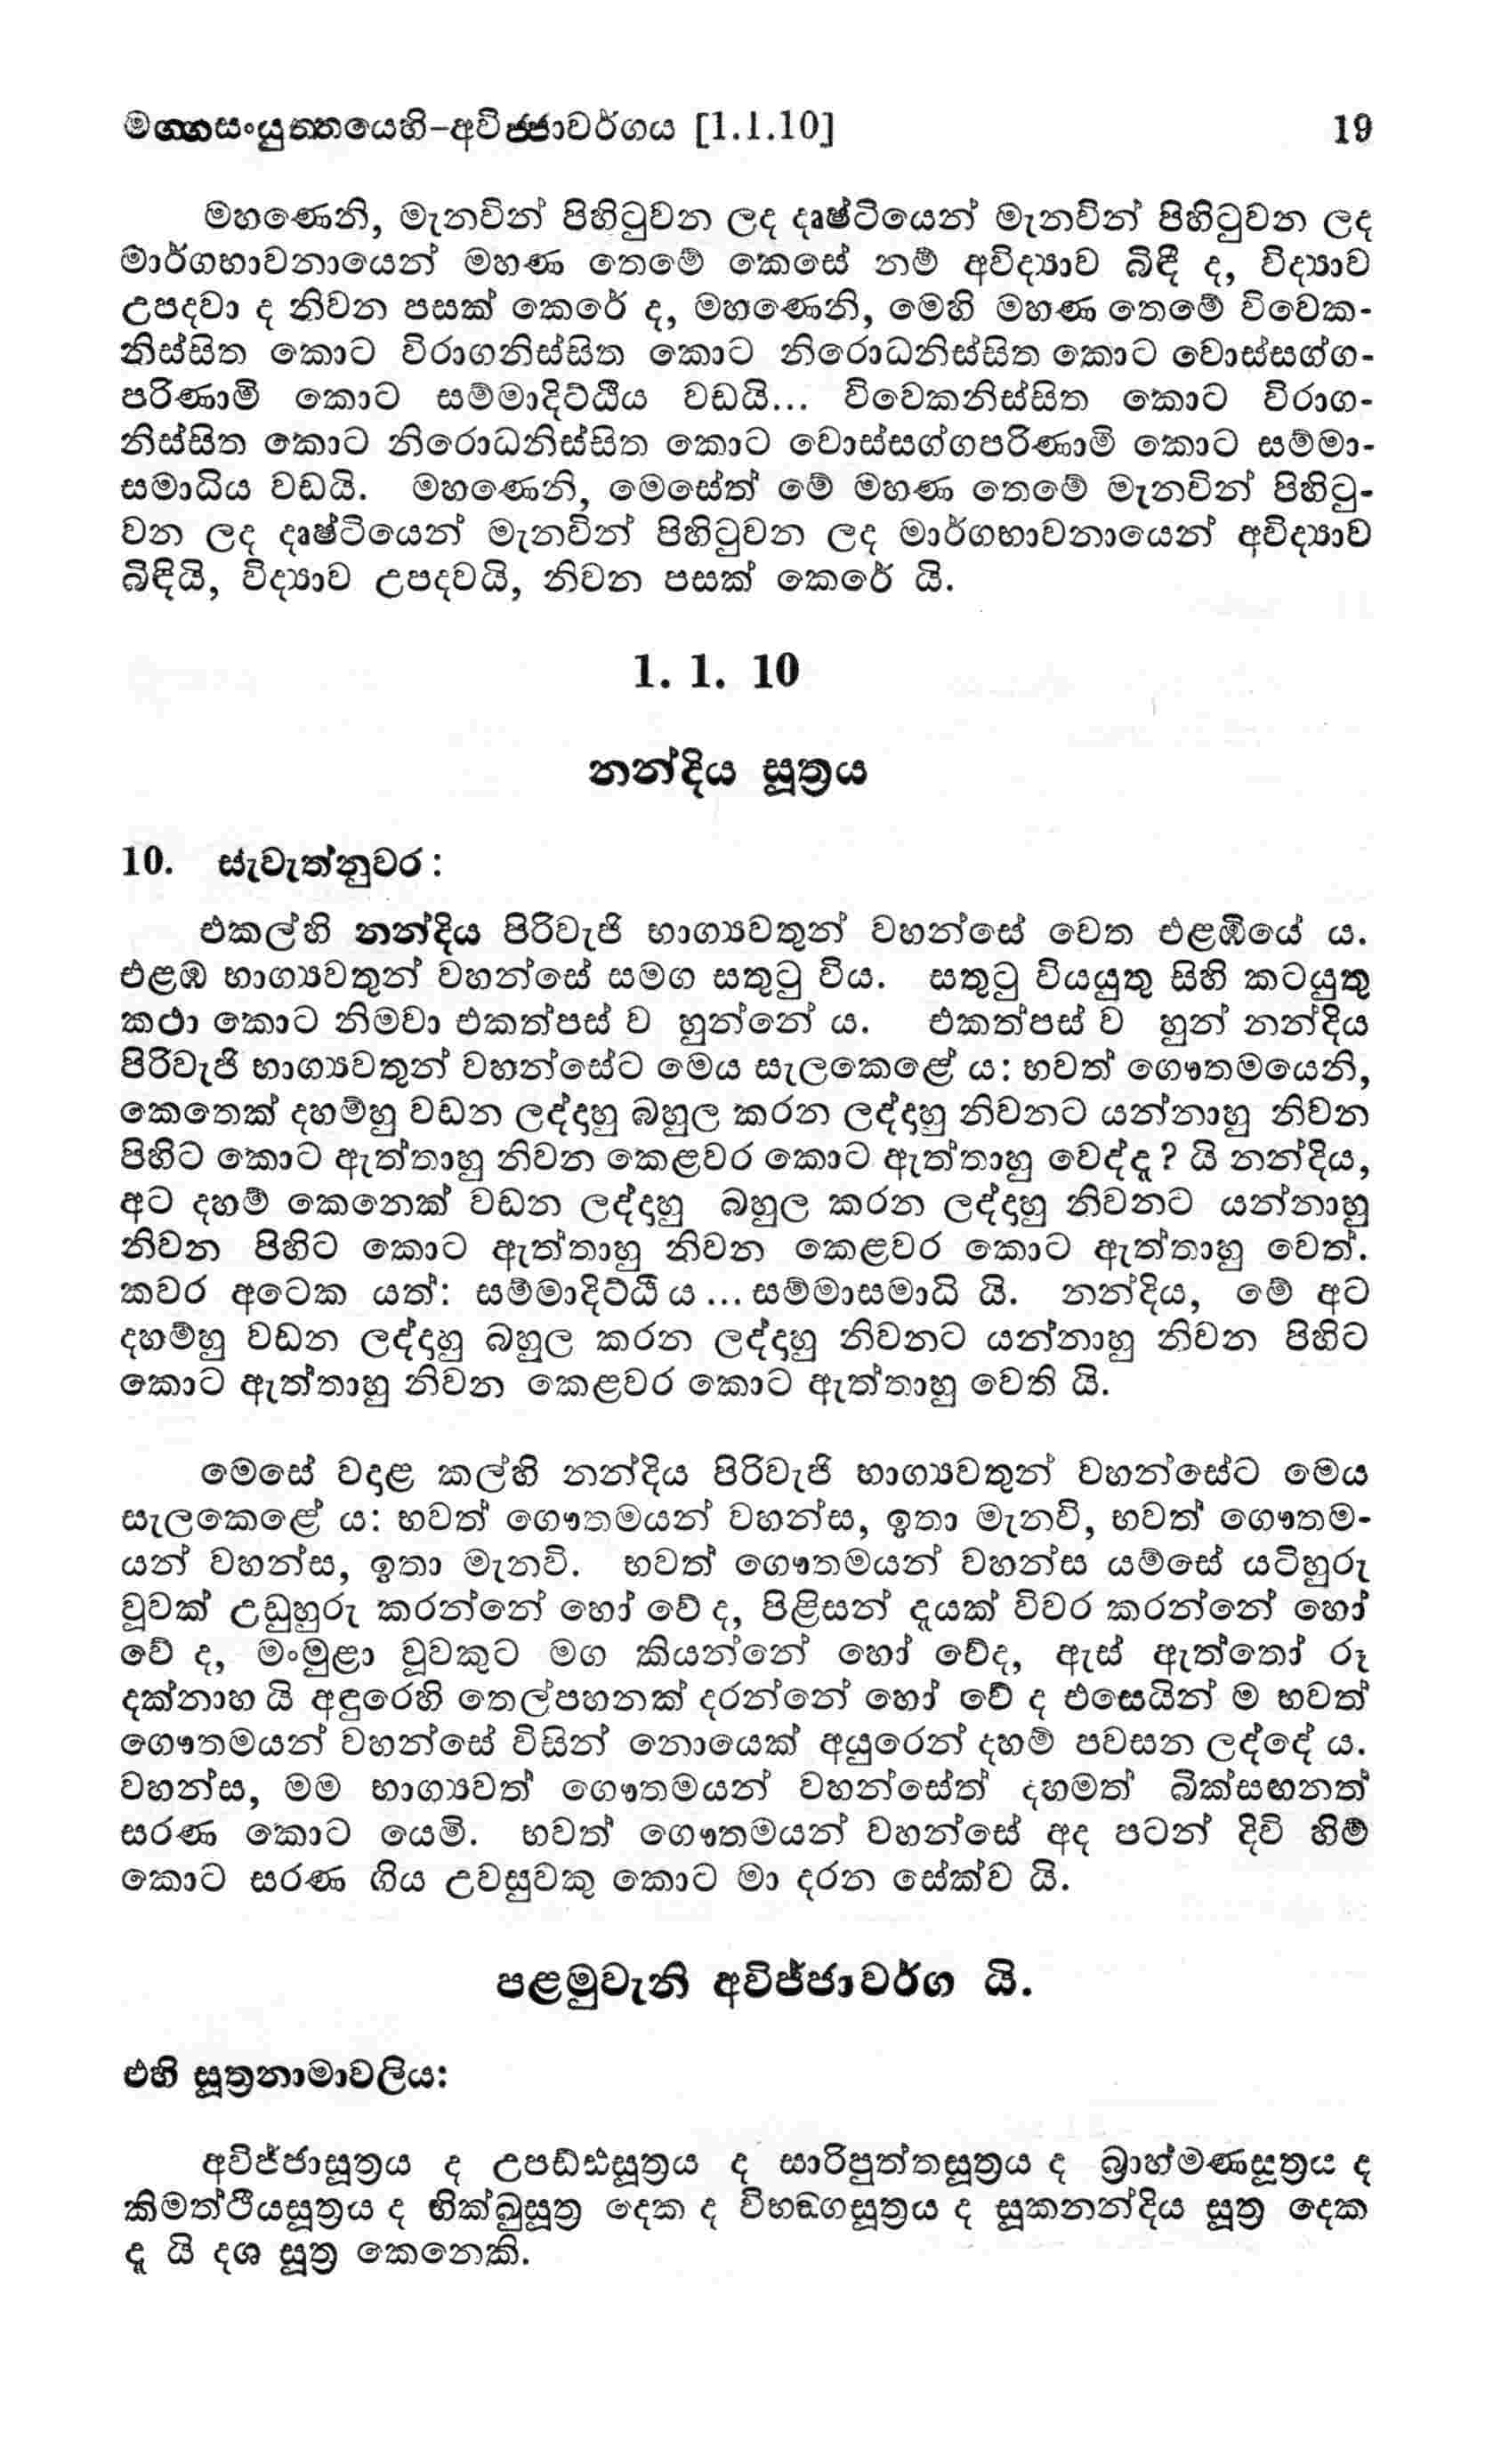 මග්ගසංයුත්තයෙහි-අවිජ්ජාවර්ගය [1.1.10] 19
මහණෙනි, මැනවින් පිහිටුවන ලද දෘෂ්ටියෙන් මැනවින් පිහිටුවන ලද
මාර්ගභාවනායෙන් මහණ තෙමේ කෙසේ නම් අවිද්‍යාව බිඳී ද, විද්‍යාව
උපදවා ද නිවන පසක් කෙරේ ද, මහණෙනි, මෙහි මහණ තෙමේ විවෙක-
නිස්සිත කොට විරාගනිස්සිත කොට නිරොධනිස්සිත කොට වොස්සග්ග-
පරිණාමි කොට සම්මාදිට්ඨිය වඩයි... විවෙකනිස්සිත කොට විරාග-
නිස්සිත කොට නිරොධනිස්සිත කොට වොස්සග්ගපරිණාමි කොට සම්මා-
සමාධිය වඩයි. මහණෙනි, මෙසේත් මේ මහණ තෙමේ මැනවින් පිහිටු-
වන ලද දෘෂ්ටියෙන් මැනවින් පිහිටුවන ලද මාර්ගභාවනායෙන් අවිද්‍යාව
බිඳියි, විද්‍යාව උපදවයි, නිවන පසක් කෙරේ යි.
1. 1. 10
නන්දිය සූත්‍රය
10. සැවැත්නුවර :
එකල්හි නන්දිය පිරිවැජි භාග්‍යවතුන් වහන්සේ වෙත එළඹියේ ය.
එළඹ භාග්‍යවතුන් වහන්සේ සමග සතුටු විය. සතුටු වියයුතු සිහි කටයුතු
කථා කොට නිමවා එකත්පස් ව හුන්නේ ය. එකත්පස් ව හුන් නන්දිය
පිරිවැජි භාග්‍යවතුන් වහන්සේට මෙය සැලකෙළේ ය: භවත් ගෞතමයෙනි,
කෙතෙක් දහම්හු වඩන ලද්දහු බහුල කරන ලද්දහු නිවනට යන්නාහු නිවන
පිහිට කොට ඇත්තාහු නිවන කෙළවර කොට ඇත්තාහු වෙද්ද? යි නන්දිය,
අට දහම් කෙනෙක් වඩන ලද්දහු බහුල කරන ලද්දහු නිවනට යන්නාහු
නිවන පිහිට කොට ඇත්තාහු නිවන කෙළවර කොට ඇත්තාහු වෙත්.
කවර අටෙක යත්: සම්මාදිට්ඨි ය ... සම්මාසමාධි යි. නන්දිය, මේ අට
දහම්හු වඩන ලද්දහු බහුල කරන ලද්දහු නිවනට යන්නාහු නිවන පිහිට
කොට ඇත්තාහු නිවන කෙළවර කොට ඇත්තාහු වෙති යි.
මෙසේ වදළ කල්හි නන්දිය පිරිවැජි භාග්‍යවතුන් වහන්සේට මෙය
සැලකෙළේ ය: භවත් ගෞතමයන් වහන්ස, ඉතා මැනවි, භවත් ගෞතම-
යන් වහන්ස, ඉතා මැනවි. භවත් ගෞතමයන් වහන්ස යම්සේ යටිහුරු
වූවක් උඩුහුරු කරන්නේ හෝ වේ ද, පිළිසන් දෑයක් විවර කරන්නේ හෝ
වේ ද, මංමුළා වූවකුට මග කියන්නේ හෝ වේද, ඇස් ඇත්තෝ රූ
දක්නාහ යි අඳුරෙහි තෙල්පහනක් දරන්නේ හෝ වේ ද එසෙයින් ම භවත්
ගෞතමයන් වහන්සේ විසින් නොයෙක් අයුරෙන් දහම් පවසන ලද්දේ ය.
වහන්ස, මම භාග්‍යවත් ගෞතමයන් වහන්සේත් දහමත් බික්සඟනත්
සරණ කොට යෙමි. භවත් ගෞතමයන් වහන්සේ අද පටන් දිවි හිම්
කොට සරණ ගිය උවසුවකු කොට මා දරන සේක්ව යි.
පළමුවැනි අවිජ්ජාවර්ග යි.
එහි සූත්‍රනාමාවලිය:
අවිජ්ජාසූත්‍රය ද උපඩ්ඪසූත්‍රය ද සාරිපුත්තසූත්‍රය ද බ්‍රාහ්මණසූත්‍රය ද
කිමත්ථියසූත්‍රය ද භික්ඛුසූත්‍ර දෙක ද විභඞ්ගසූත්‍රය ද සූකනන්දිය සූත්‍ර දෙක
ද යි දශ සූත්‍ර කෙනෙකි.